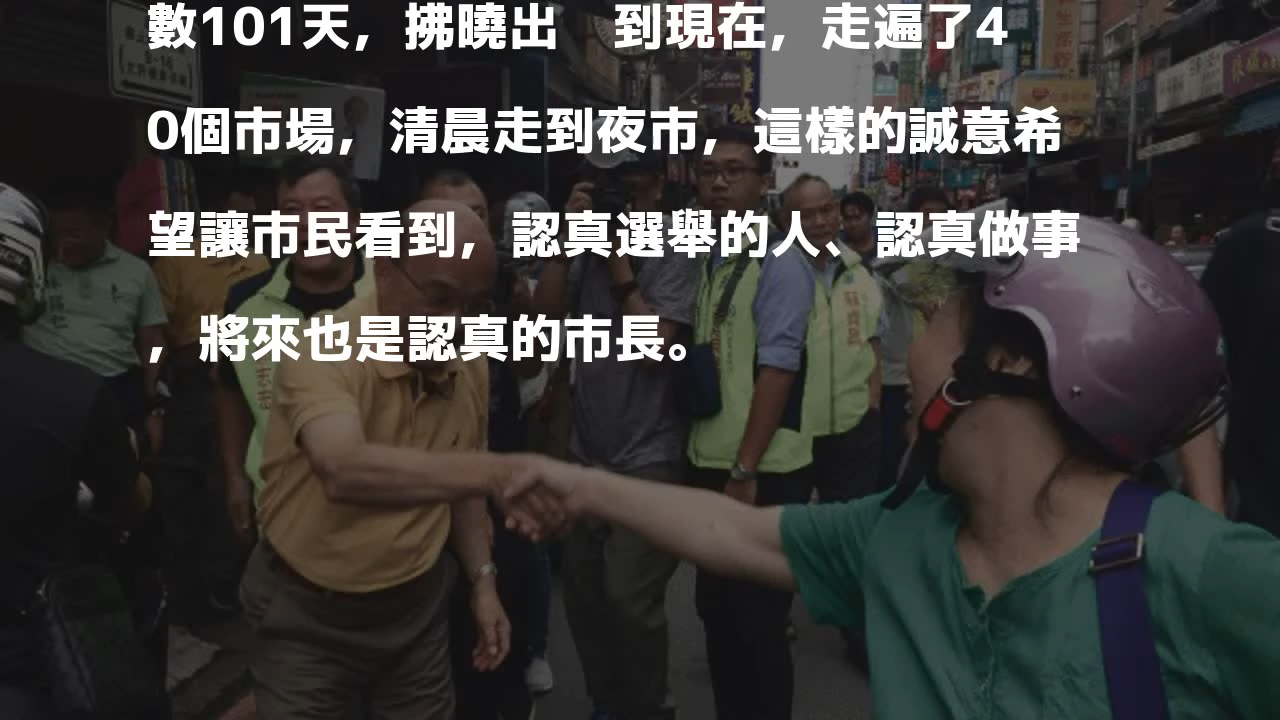 數101天，拂曉出　到現在，走遍了4
0個市場，清晨走到夜市，這樣的誠意希
望讓市民看到，認真選舉的人、認真做事
，將來也是認真的市長。